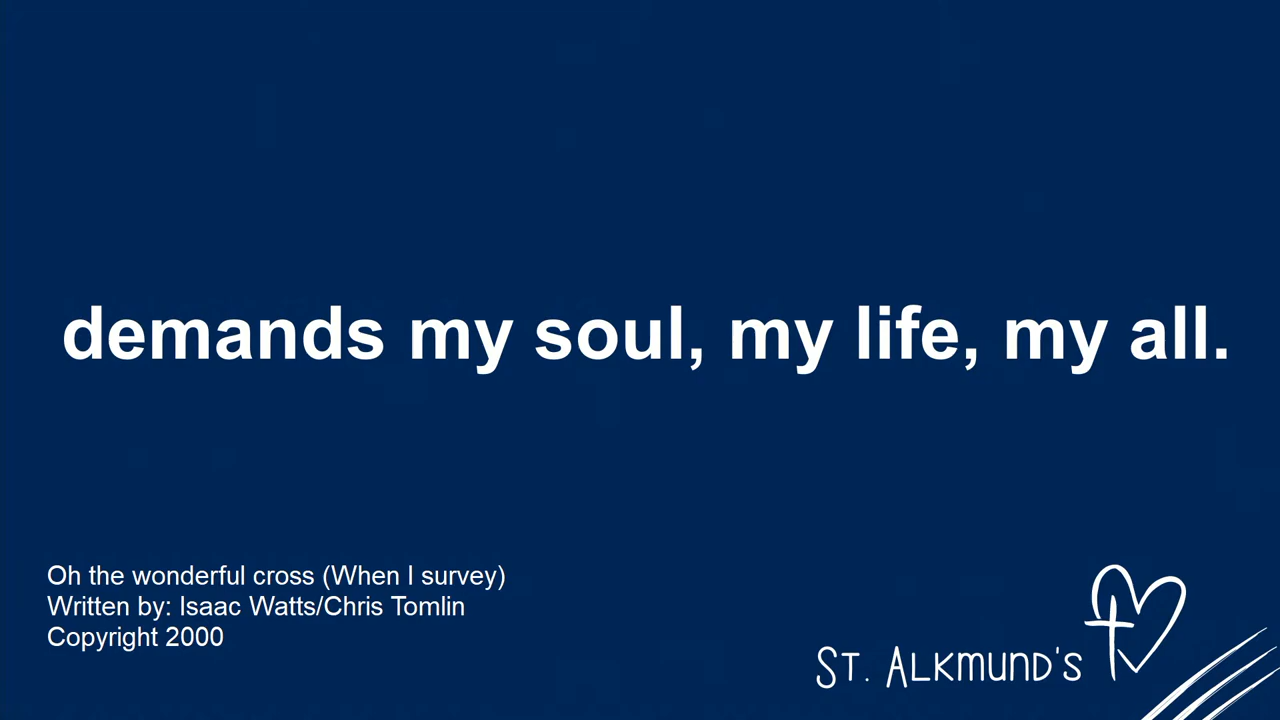 demands my soul, my life, my all.
Oh the wonderful cross (When I survey)
Written by: Isaac Watts/Chris Tomlin
Copyright 2000
St. Alkmund's